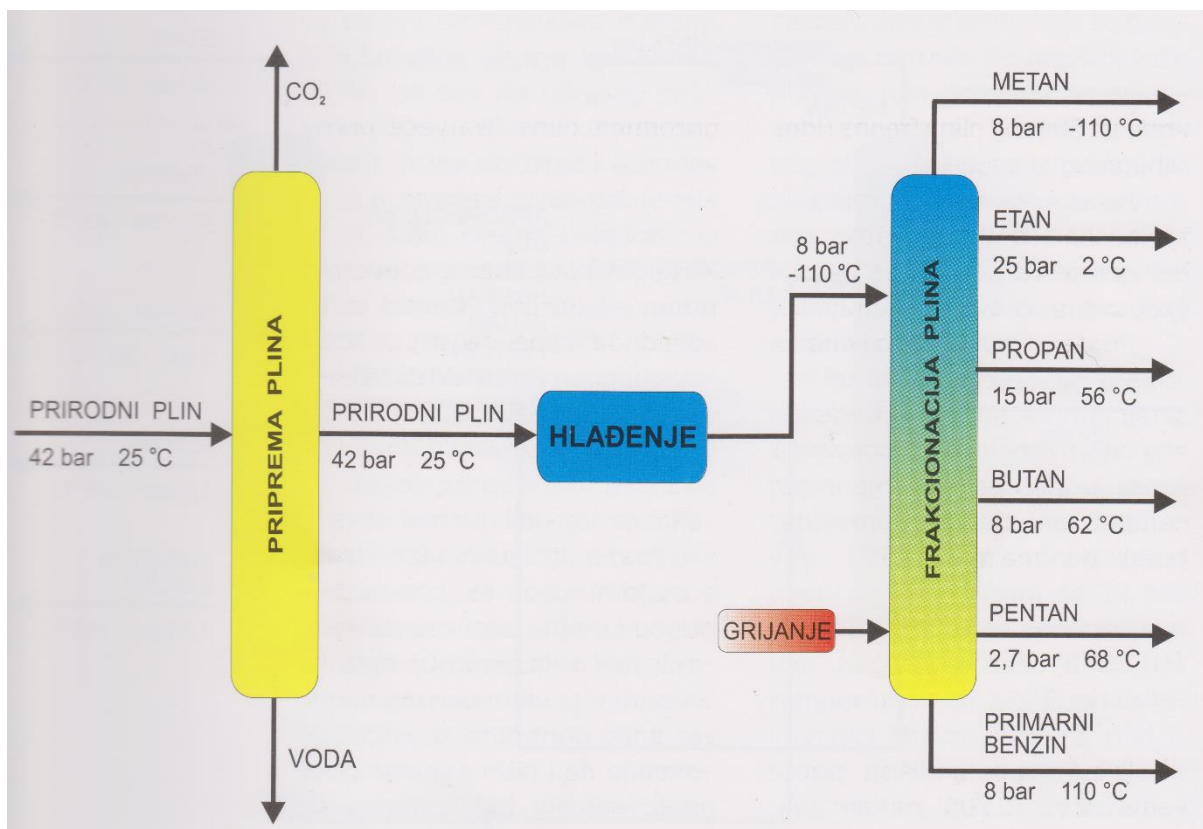 CO₂
PRIPREMA PLINA
VODA
PRIRODNI PLIN
42 bar 25 °C
PRIRODNI PLIN
42 bar 25 °C
HLAĐENJE
8 bar
-110 °C
GRIJANJE
FRAKCIONACIJA PLINA
METAN
8 bar -110 °C
ETAN
25 bar 2 °C
PROPAN
15 bar 56 °C
BUTAN
8 bar 62 °C
PENTAN
2,7 bar 68 °C
PRIMARNI
BENZIN
8 bar 110 °C